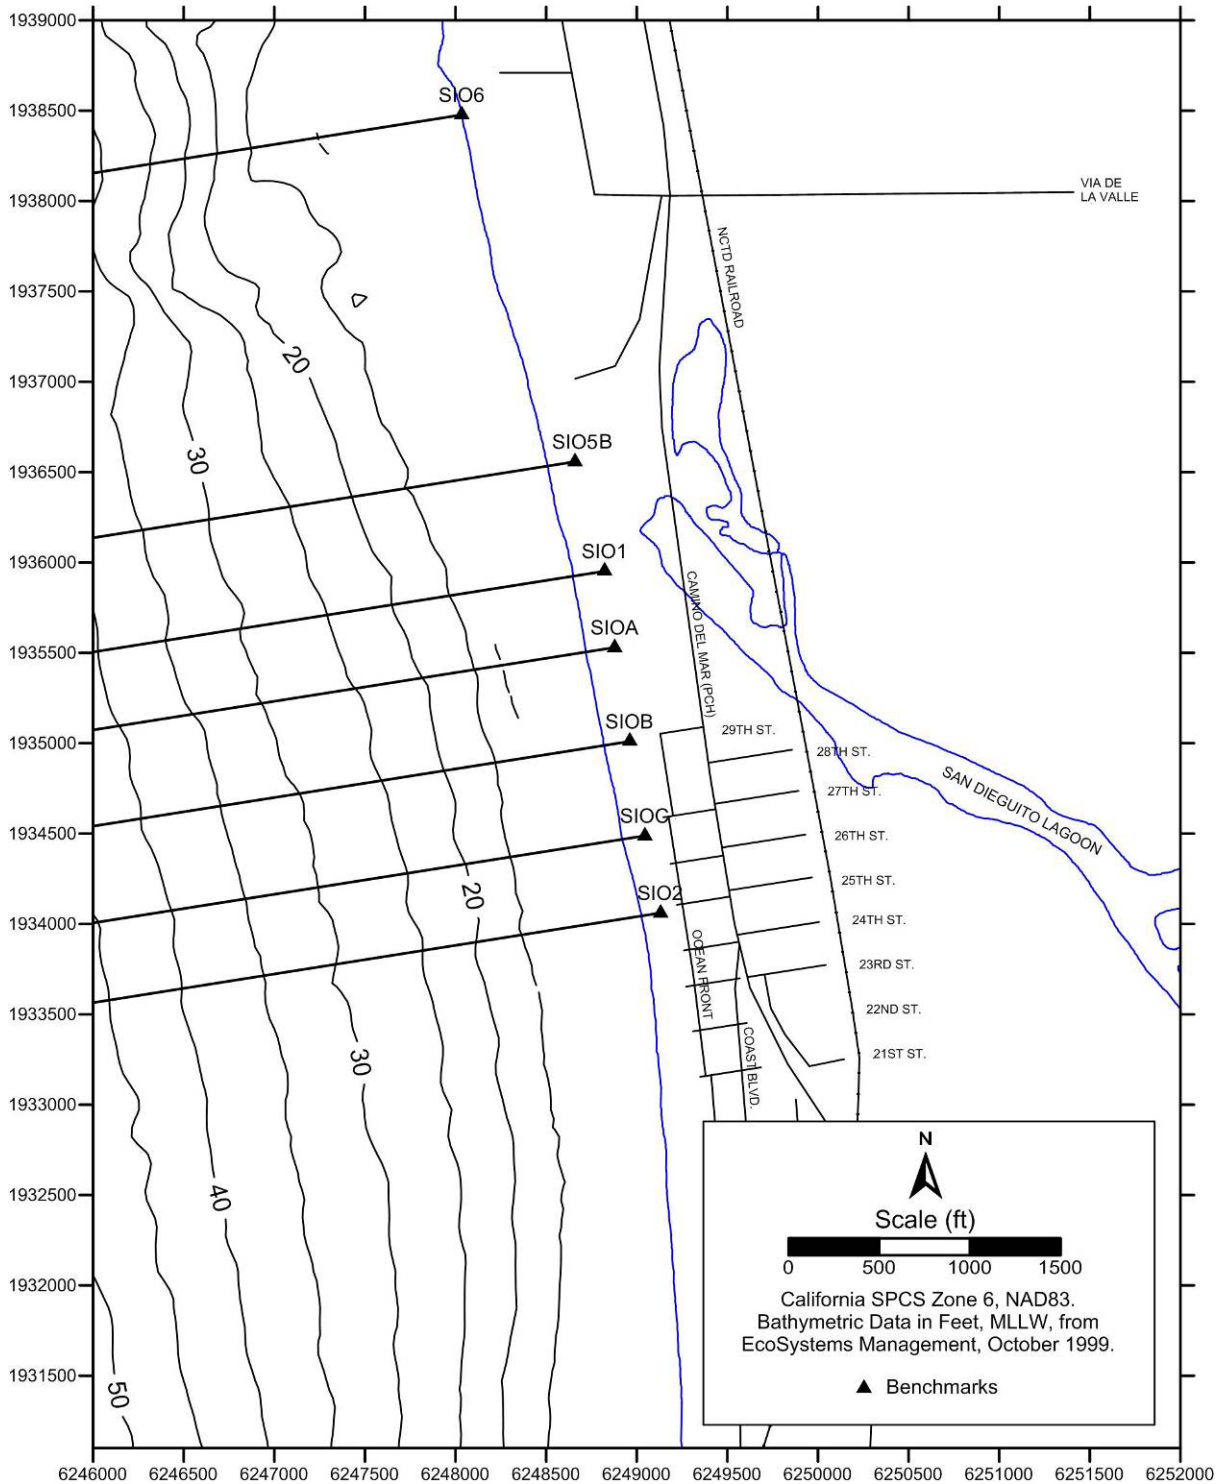 1939000
1938500
1938000
1937500
1937000
1936500
1936000
1935500
1935000
1934500
1934000
1933500
1933000
1932500
1932000
1931500
SIO6
VIA DE
LA VALLE
NCTD RAILROAD
20
30
SIO5B
SIO1
CAMINO DEL MAR (PCH)
SIOA
SIOB
29TH ST.
28TH ST.
SAN DIEGUITO LAGOON
27TH ST.
SIOG
26TH ST.
25TH ST.
20
SIO2
24TH ST.
OCEAN FRONT
23RD ST.
22ND ST.
30
COAST BLVD.
21ST ST.
40
50
N
Scale (ft)
0 500 1000 1500
California SPCS Zone 6, NAD83.
Bathymetric Data in Feet, MLLW, from
EcoSystems Management, October 1999.
Benchmarks
6246000 6246500 6247000 6247500 6248000 6248500 6249000 6249500 6250000 6250500 6251000 6251500 6252000